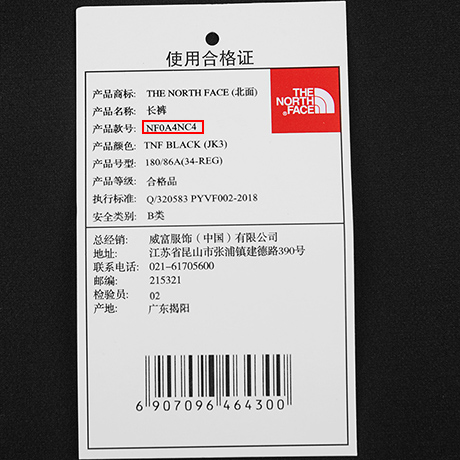 使用合格证
产品商标: THE NORTH FACE (北面)
产品名称: 长裤
产品款号: NF0A4NC4
产品颜色: TNF BLACK (JK3)
产品号型: 180/86A(34-REG)
产品等级: 合格品
执行标准: Q/320583 PYVF002-2018
安全类别: B类
THE
NORTH
FACE
总经销: 威富服饰（中国）有限公司
地址: 江苏省昆山市张浦镇建德路390号
联系电话: 021-61705600
邮编: 215321
检验员: 02
产地: 广东揭阳
6 907096 464300